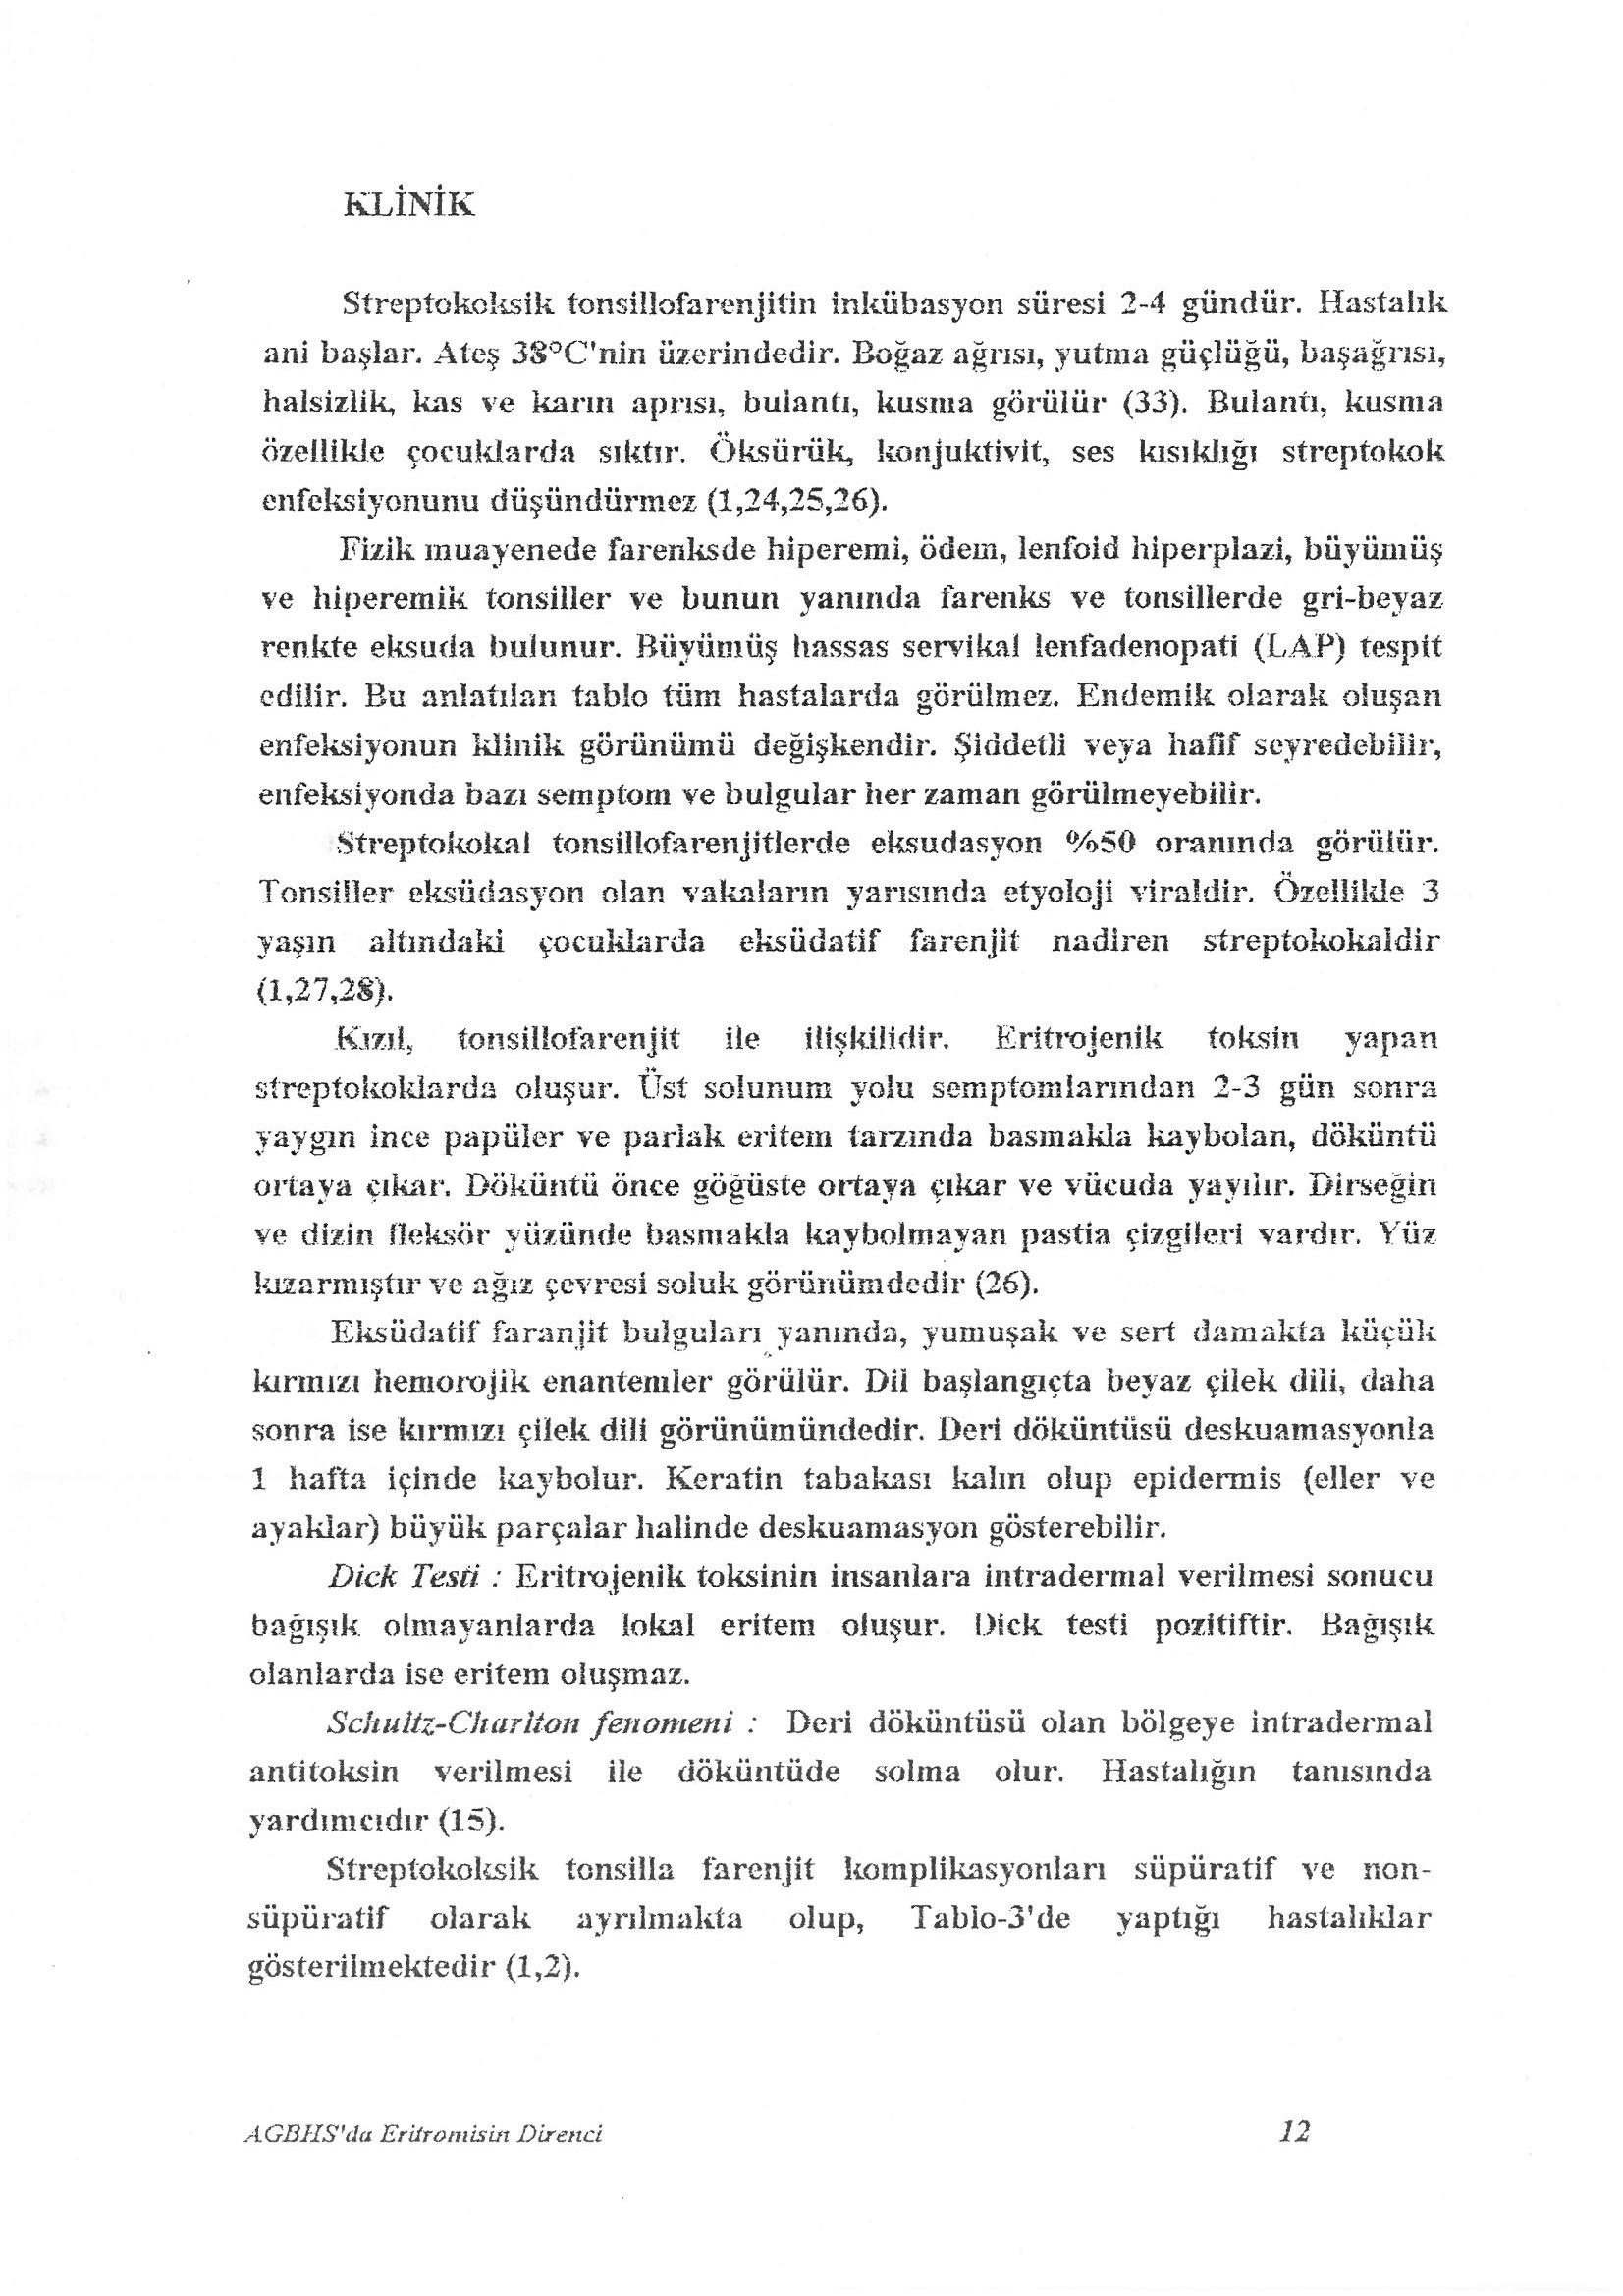 KLİNİK
Streptokoksik tonsillofarenjitin inkübasyon süresi 2-4 gündür. Hastalık
ani başlar. Ateş 38°C'nin üzerindedir. Boğaz ağrısı, yutma güçlüğü, başağrısı,
halsizlik, kas ve karın aprısı, bulantı, kusma görülür (33). Bulantı, kusma
özellikle çocuklarda sıktır. Öksürük, konjuktivit, ses kısıklığı streptokok
enfeksiyonunu düşündürmez (1,24,25,26).
Fizik muayenede farenksde hiperemi, ödem, lenfoid hiperplazi, büyümüş
ve hiperemik tonsiller ve bunun yanında farenks ve tonsillerde gri-beyaz
renkte eksuda bulunur. Büyümüş hassas servikal lenfadenopati (LAP) tespit
edilir. Bu anlatılan tablo tüm hastalarda görülmez. Endemik olarak oluşan
enfeksiyonun klinik görünümü değişkendir. Şiddetli veya hafif seyredebilir,
enfeksiyonda bazı semptom ve bulgular her zaman görülmeyebilir.
Streptokokal tonsillofarenjitlerde eksudasyon %50 oranında görülür.
Tonsiller eksüdasyon olan vakaların yarısında etyoloji viraldir. Özellikle 3
yaşın altındaki çocuklarda eksüdatif farenjit nadiren streptokokaldir
(1,27,28).
Kızıl, tonsillofarenjit ile ilişkilidir. Eritrojenik toksin yapan
streptokoklarda oluşur. Üst solunum yolu semptomlarından 2-3 gün sonra
yaygın ince papüler ve parlak eritem tarzında basmakla kaybolan, döküntü
ortaya çıkar. Döküntü önce göğüste ortaya çıkar ve vücuda yayılır. Dirseğin
ve dizin fleksör yüzünde basmakla kaybolmayan pastia çizgileri vardır. Yüz
kızarmıştır ve ağız çevresi soluk görünümdedir (26).
Eksüdatif faranjit bulguları yanında, yumuşak ve sert damakta küçük
kırmızı hemorojik enantemler görülür. Dil başlangıçta beyaz çilek dili, daha
sonra ise kırmızı çilek dili görünümündedir. Deri döküntüsü deskuamasyonla
1 hafta içinde kaybolur. Keratin tabakası kalın olup epidermis (eller ve
ayaklar) büyük parçalar halinde deskuamasyon gösterebilir.
Dick Testi : Eritrojenik toksinin insanlara intradermal verilmesi sonucu
bağışık olmayanlarda lokal eritem oluşur. Dick testi pozitiftir. Bağışık
olanlarda ise eritem oluşmaz.
Schultz-Charlton fenomeni : Deri döküntüsü olan bölgeye intradermal
antitoksin verilmesi ile döküntüde solma olur. Hastalığın tanısında
yardımcıdır (15).
Streptokoksik tonsilla farenjit komplikasyonları süpüratif ve non-
süpüratif olarak ayrılmakta olup, Tablo-3'de yaptığı hastalıklar
gösterilmektedir (1,2).
AGBHS'da Eritromisin Direnci 12